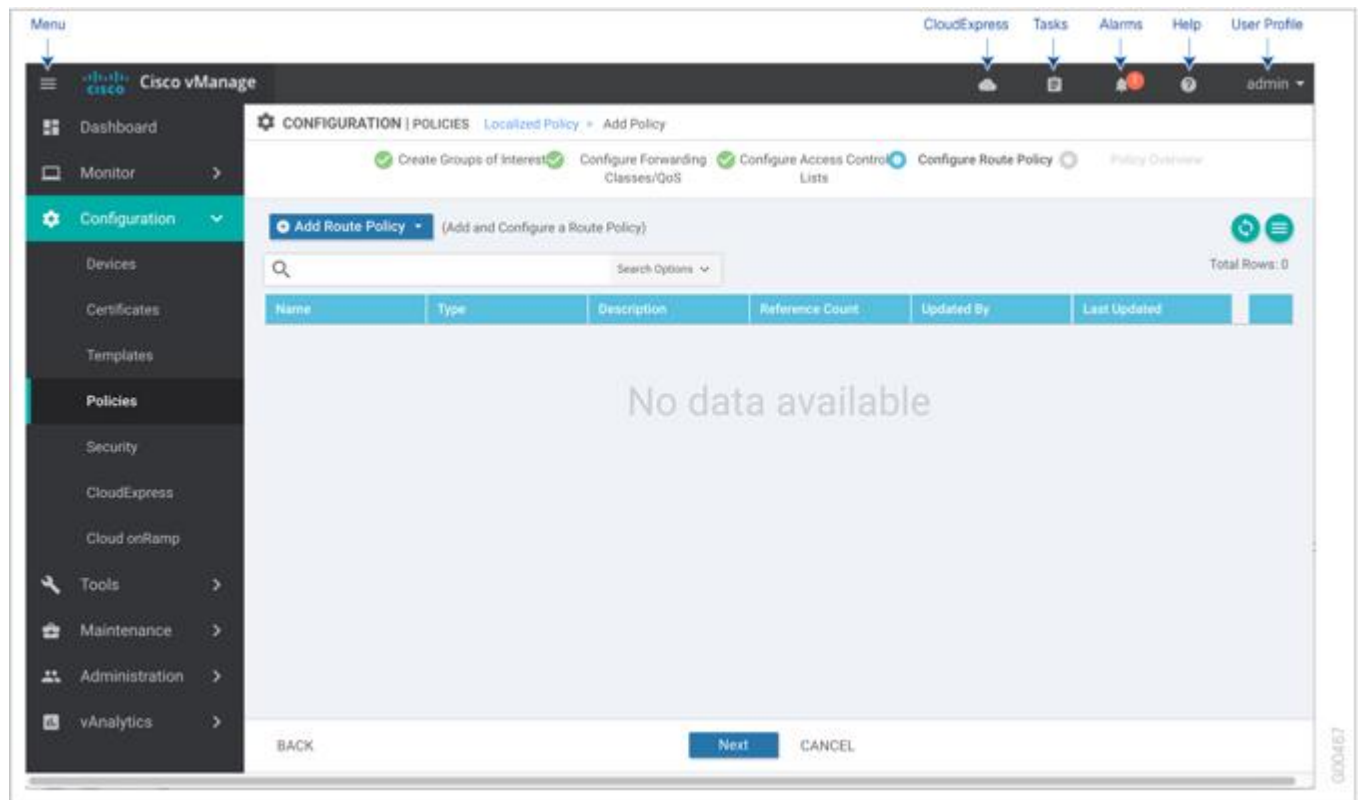 Menu
CloudExpress Tasks Alarms Help User Profile
cisco Cisco vManage
admin
Dashboard
Monitor
Configuration
Devices
Certificates
Templates
Policies
Security
CloudExpress
Cloud onRamp
Tools
Maintenance
Administration
vAnalytics
CONFIGURATION | POLICIES Localized Policy > Add Policy
Create Groups of Interest
Configure Forwarding
Classes/QoS
Configure Access Control
Lists
Configure Route Policy
Policy Overview
Add Route Policy (Add and Configure a Route Policy)
Search Options
Total Rows: 0
Name Type Description Reference Count Updated By Last Updated
No data available
BACK Next CANCEL
G00467